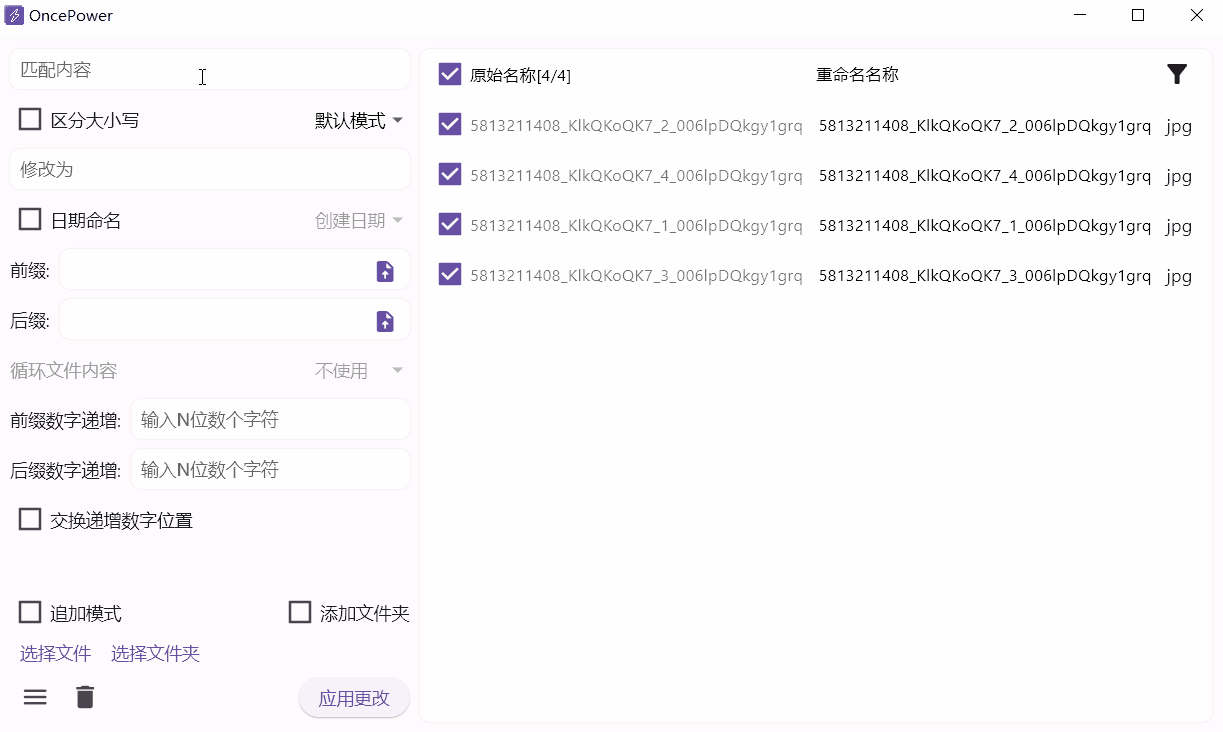 OncePower
匹配内容
区分大小写 默认模式
修改为
日期命名 创建日期
前缀:
后缀:
循环文件内容 不使用
前缀数字递增: 输入N位数个字符
后缀数字递增: 输入N位数个字符
交换递增数字位置
追加模式 添加文件夹
选择文件 选择文件夹
应用更改
原始名称[4/4] 重命名名称
5813211408_KlkQKoQK7_2_006lpDQkgy1grq 5813211408_KlkQKoQK7_2_006lpDQkgy1grq jpg
5813211408_KlkQKoQK7_4_006lpDQkgy1grq 5813211408_KlkQKoQK7_4_006lpDQkgy1grq jpg
5813211408_KlkQKoQK7_1_006lpDQkgy1grq 5813211408_KlkQKoQK7_1_006lpDQkgy1grq jpg
5813211408_KlkQKoQK7_3_006lpDQkgy1grq 5813211408_KlkQKoQK7_3_006lpDQkgy1grq jpg